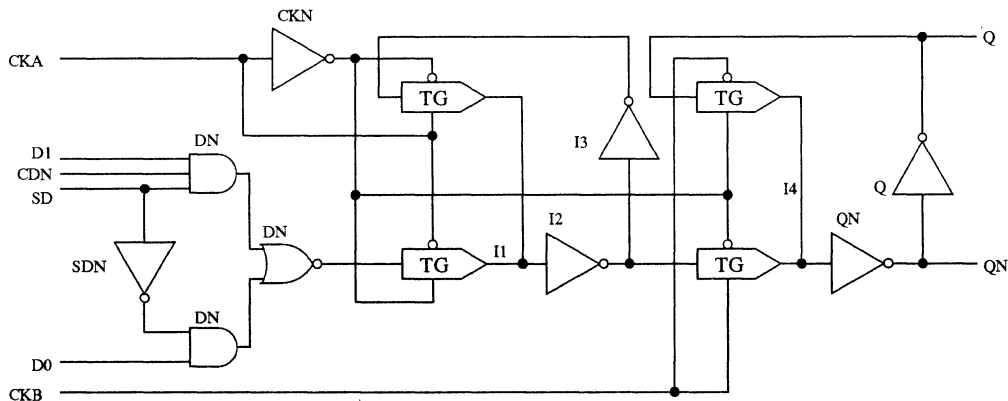 CKN
CKA
Q
TG
TG
I3
DN
D1
CDN
SD
I4
Q
DN
I2
QN
SDN
I1
TG
TG
QN
DN
D0
CKB